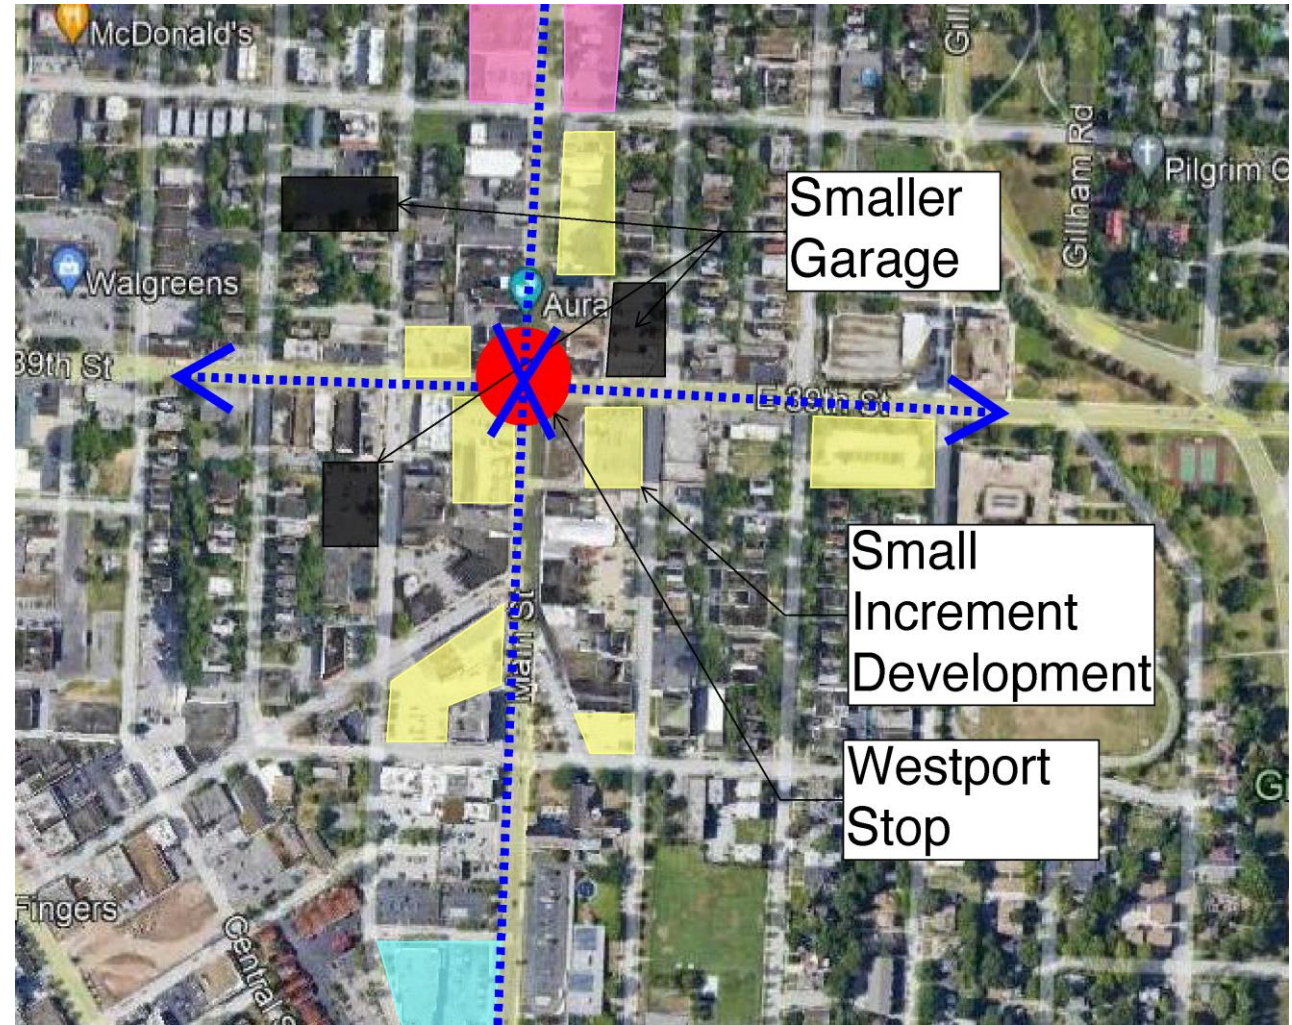 McDonald's
Gill
Gillham Rd
Pilgrim C
Smaller
Garage
Walgreens
Aura
39th St
E 39th St
Small
Increment
Development
Main St
Westport
Stop
G
Fingers
Central S